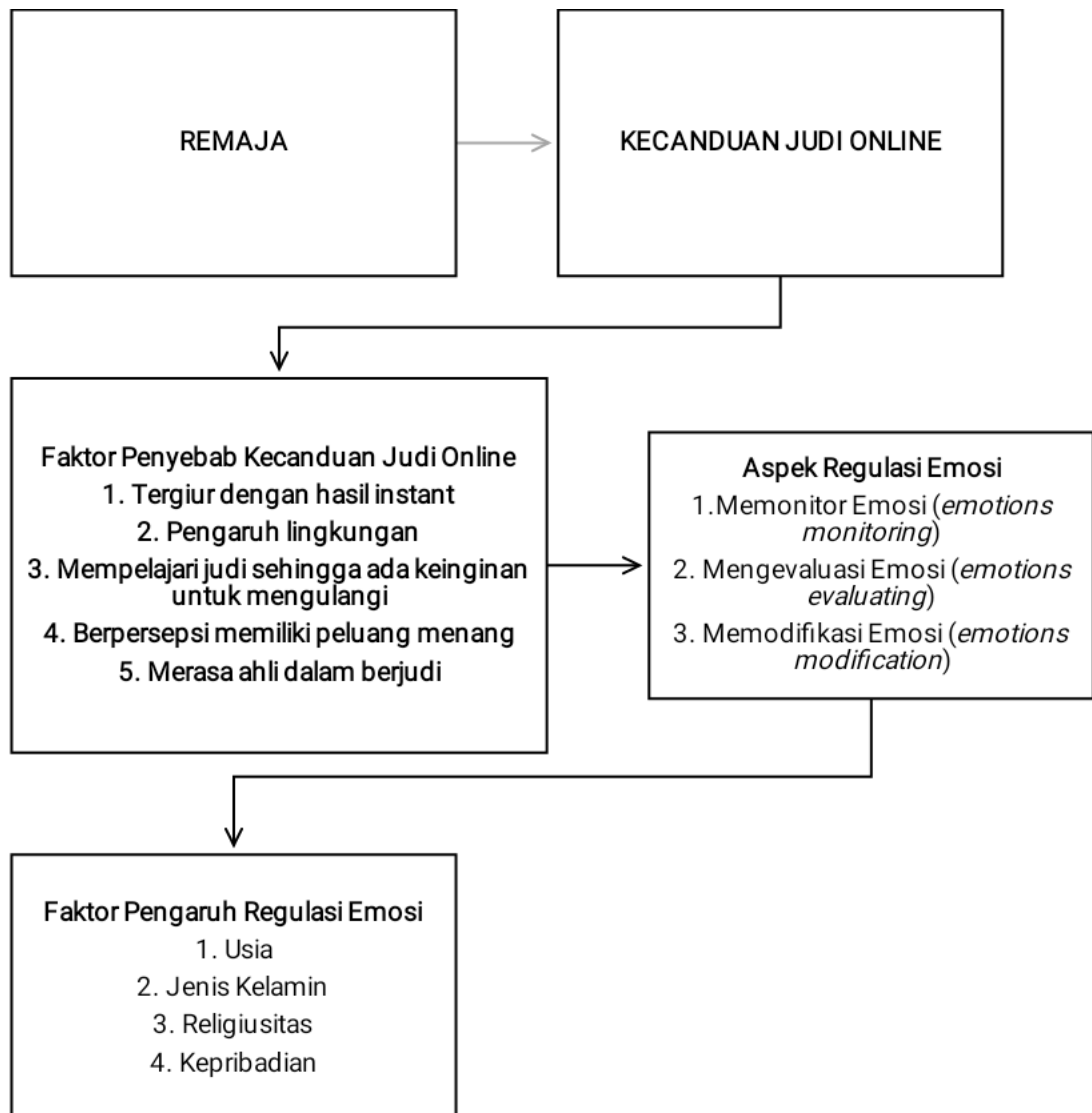 REMAJA
KECANDUAN JUDI ONLINE
Faktor Penyebab Kecanduan Judi Online
1. Tergiur dengan hasil instant
2. Pengaruh lingkungan
3. Mempelajari judi sehingga ada keinginan
untuk mengulangi
4. Berpersepsi memiliki peluang menang
5. Merasa ahli dalam berjudi
Aspek Regulasi Emosi
1.Memonitor Emosi (emotions
monitoring)
2. Mengevaluasi Emosi (emotions
evaluating)
3. Memodifikasi Emosi (emotions
modification)
Faktor Pengaruh Regulasi Emosi
1. Usia
2. Jenis Kelamin
3. Religiusitas
4. Kepribadian